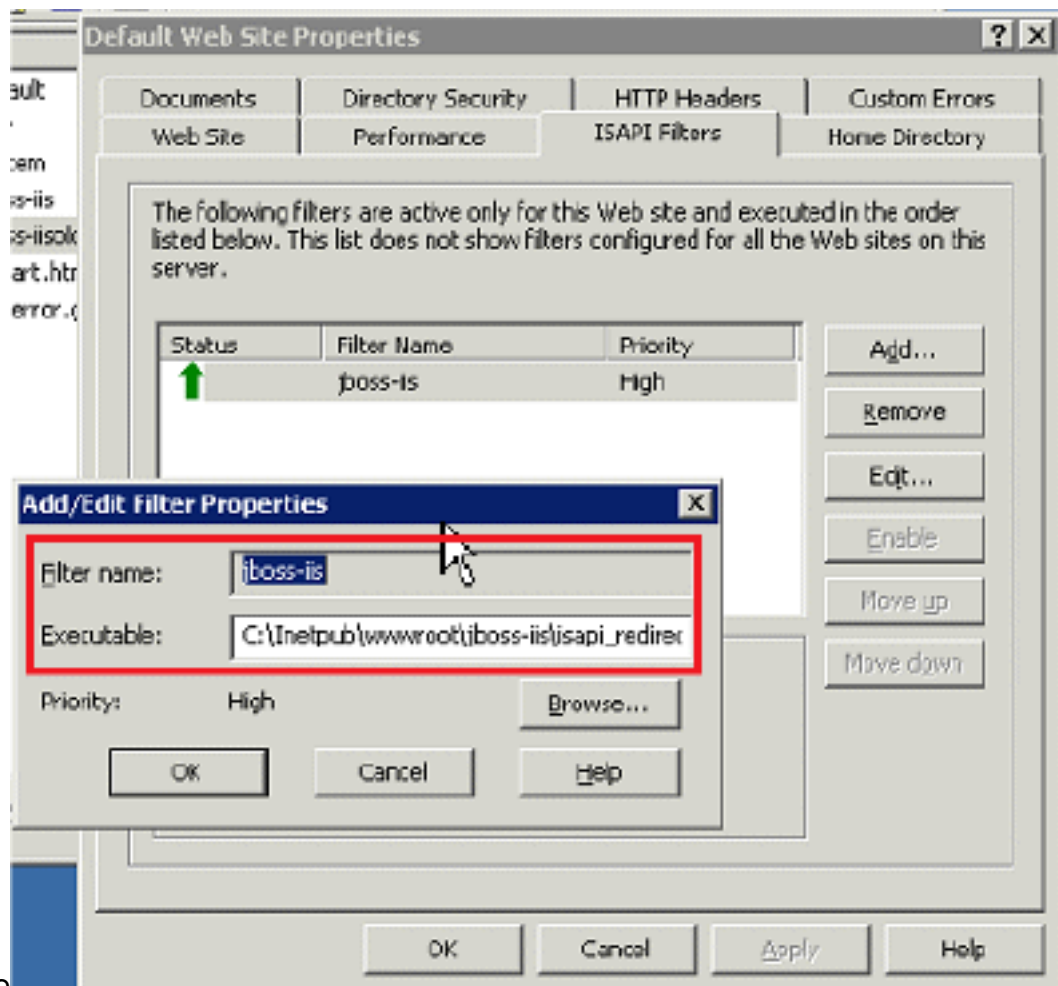 Default Web Site Properties
ault
Documents
Directory Security
HTTP Headers
Custom Errors
Web Site
Performance
ISAPI Filters
Home Directory
tem
ss-iis
ss-iisolc
art.htr
error.g
The following filters are active only for this Web site and executed in the order
listed below. This list does not show filters configured for all the Web sites on this
server.
Status
Filter Name
Priority
jboss-iis
High
Add...
Remove
Edit...
Enable
Move up
Move down
Add/Edit Filter Properties
Filter name:
jboss-iis
Executable:
C:\Inetpub\wwwroot\jboss-iis\isapi_redirec
Priority:
High
Browse...
OK
Cancel
Help
OK
Cancel
Apply
Help